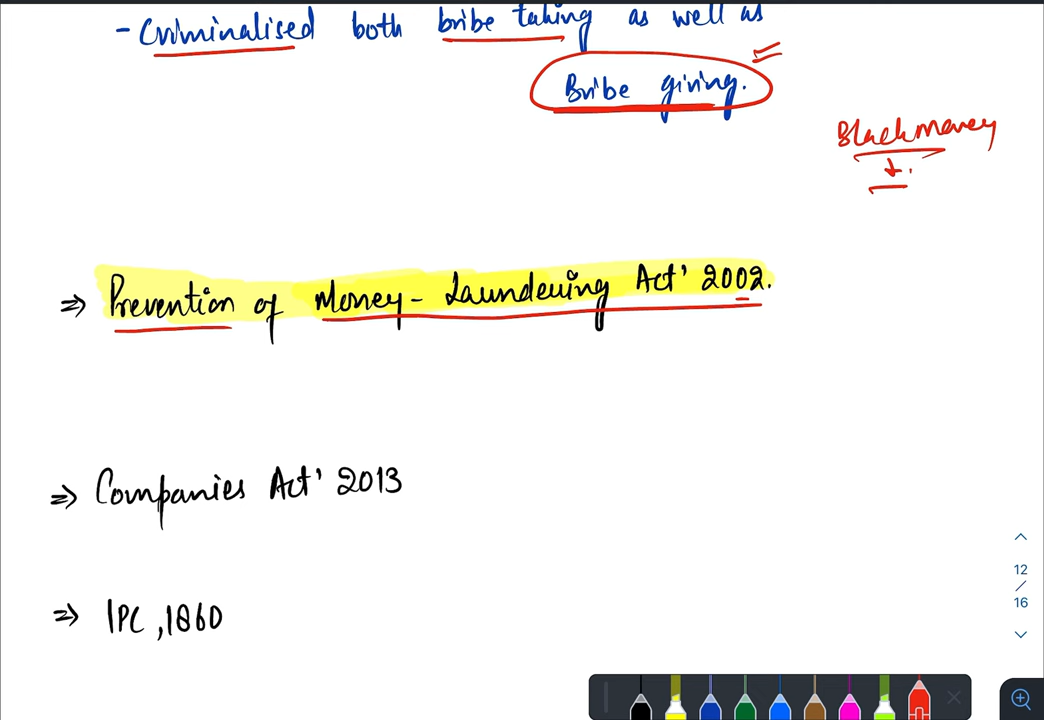 - Criminalised both bribe taking as well as
Bribe giving.
Blackmoney
+.
⇒ Prevention of Money-Laundering Act' 2002.
⇒ Companies Act' 2013
⇒ IPC, 1860
12
/
16